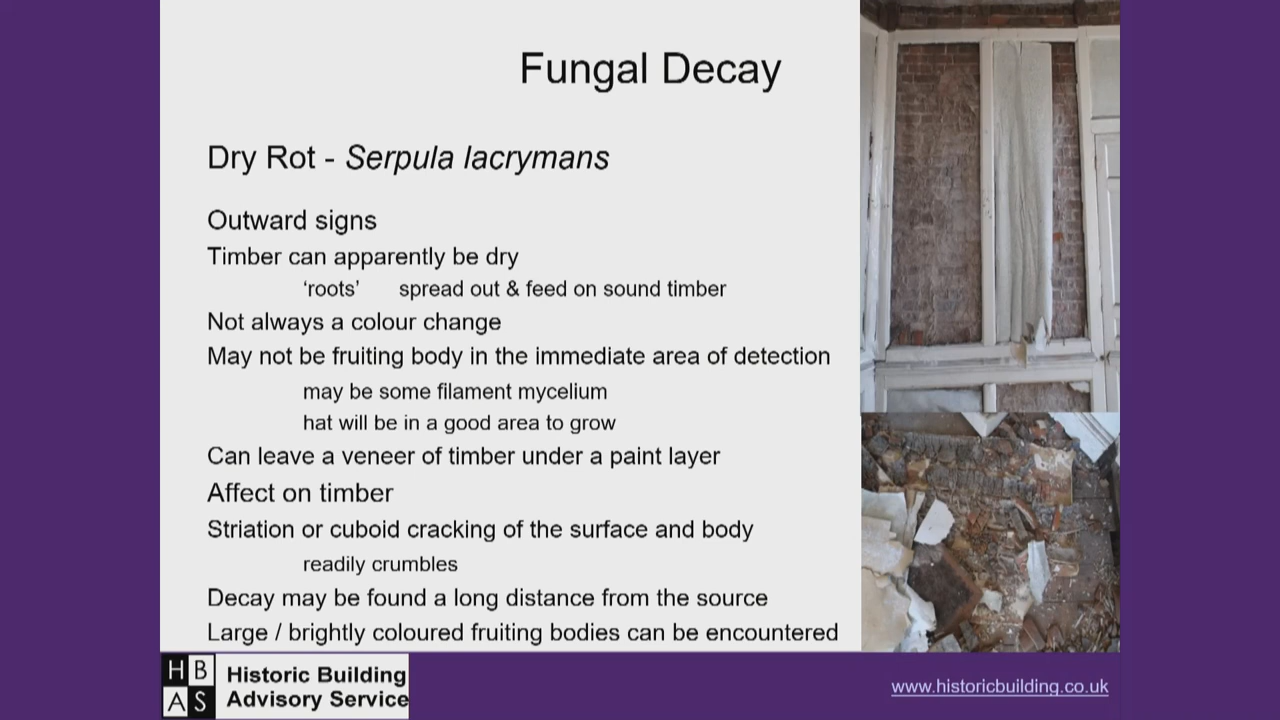 Fungal Decay
Dry Rot - Serpula lacrymans
Outward signs
Timber can apparently be dry
‘roots’ spread out & feed on sound timber
Not always a colour change
May not be fruiting body in the immediate area of detection
may be some filament mycelium
hat will be in a good area to grow
Can leave a veneer of timber under a paint layer
Affect on timber
Striation or cuboid cracking of the surface and body
readily crumbles
Decay may be found a long distance from the source
Large / brightly coloured fruiting bodies can be encountered
H B
A S
Historic Building
Advisory Service
www.historicbuilding.co.uk